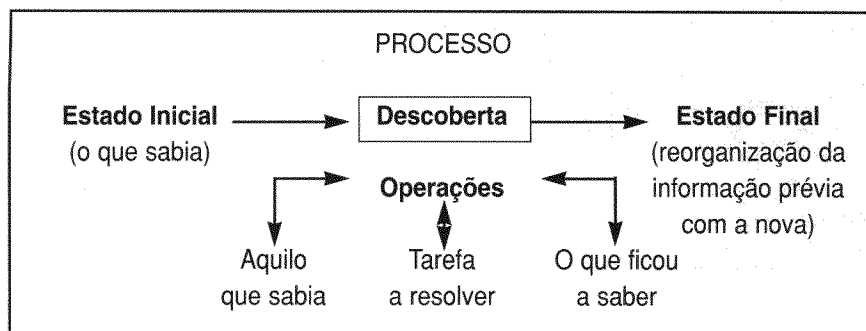 PROCESSO
Estado Inicial
(o que sabia)
Descoberta
Estado Final
(reorganização da
informação prévia
com a nova)
Operações
Aquilo
que sabia
Tarefa
a resolver
O que ficou
a saber